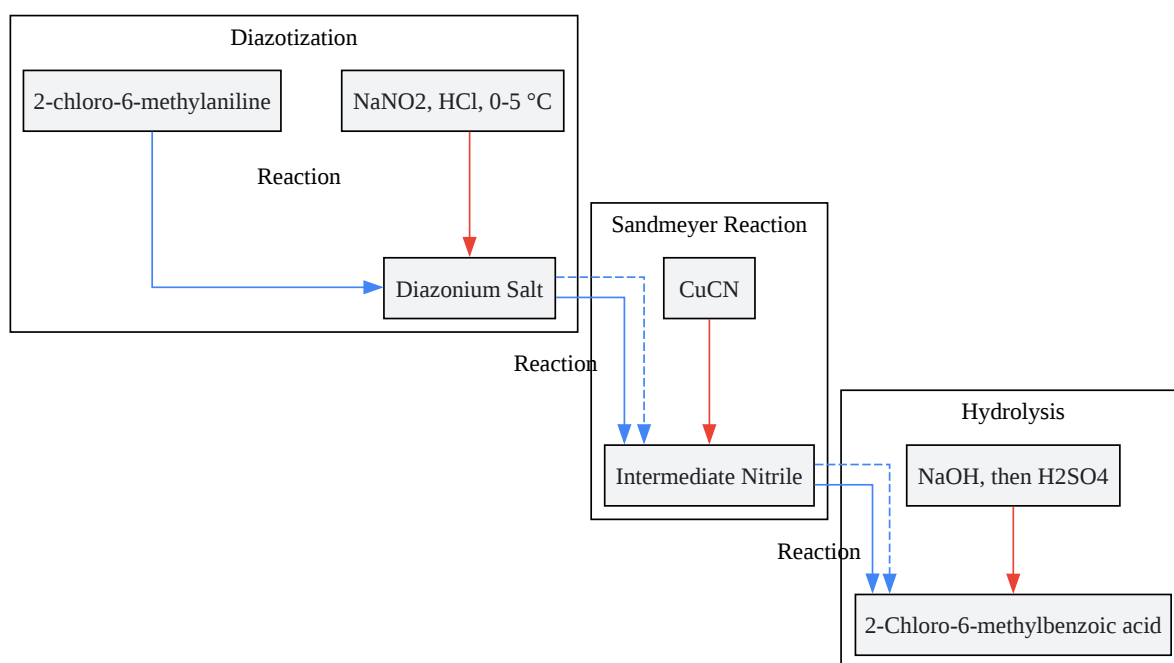 Diazotization
2-chloro-6-methylaniline
NaNO2, HCl, 0-5 °C
Reaction
Diazonium Salt
Sandmeyer Reaction
CuCN
Reaction
Intermediate Nitrile
Hydrolysis
NaOH, then H2SO4
Reaction
2-Chloro-6-methylbenzoic acid